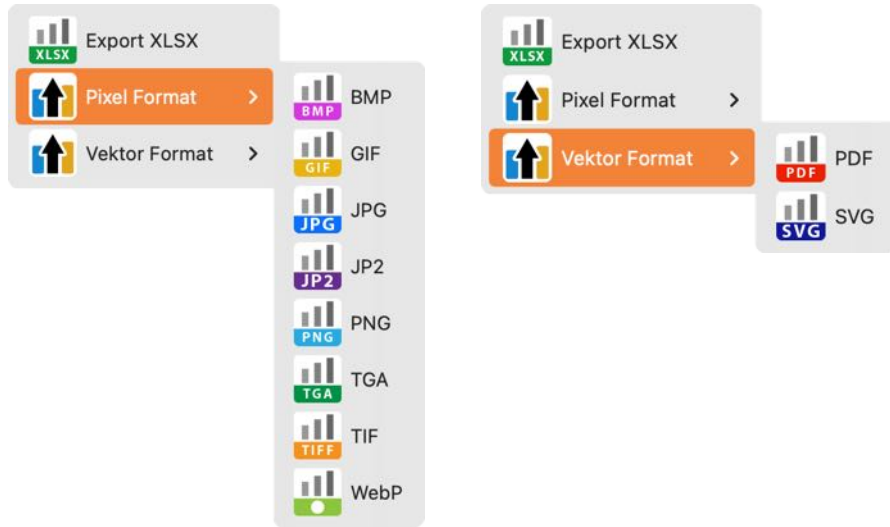 XLSX Export XLSX
Pixel Format
Vektor Format
BMP BMP
GIF GIF
JPG JPG
JP2 JP2
PNG PNG
TGA TGA
TIFF TIF
WebP
XLSX Export XLSX
Pixel Format
Vektor Format
PDF PDF
SVG SVG